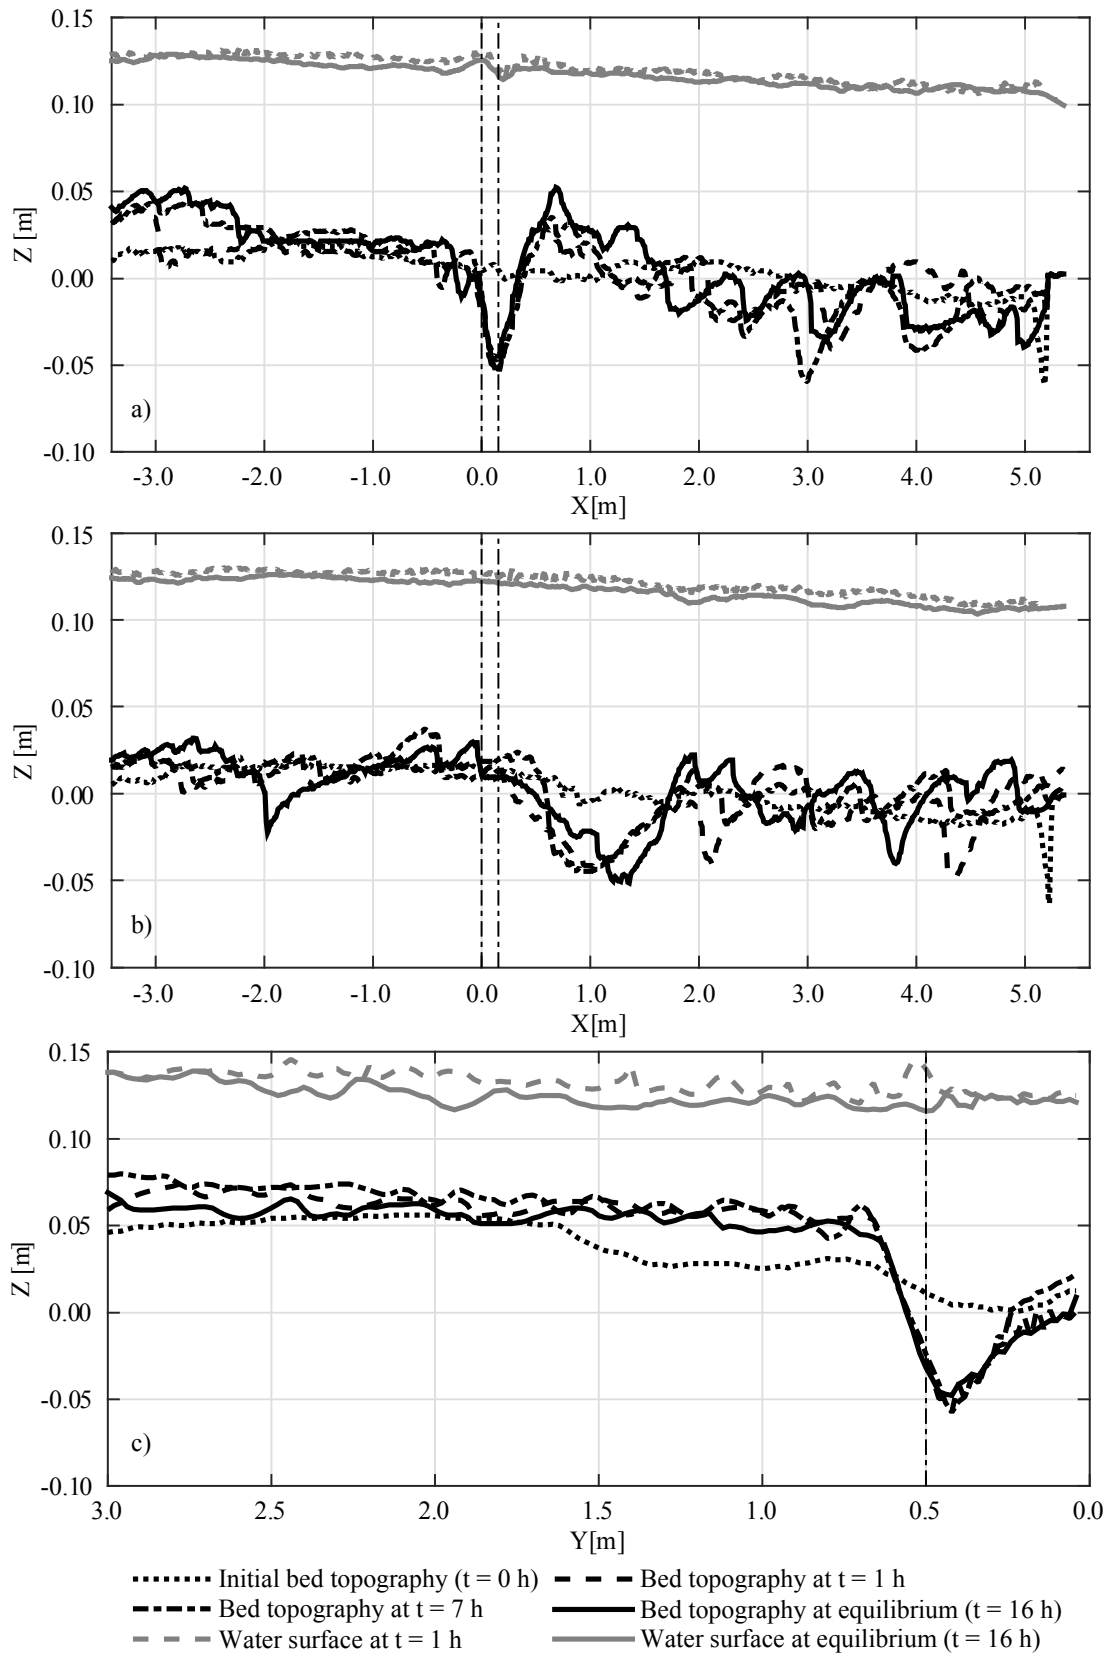 0.15
0.10
0.05
0.00
-0.05
-0.10
Z [m]
a)
-3.0 -2.0 -1.0 0.0 1.0 2.0 3.0 4.0 5.0
X[m]
0.15
0.10
0.05
0.00
-0.05
-0.10
Z [m]
b)
-3.0 -2.0 -1.0 0.0 1.0 2.0 3.0 4.0 5.0
X[m]
0.15
0.10
0.05
0.00
-0.05
-0.10
Z [m]
c)
3.0 2.5 2.0 1.5 1.0 0.5 0.0
Y[m]
Initial bed topography (t = 0 h) Bed topography at t = 1 h
Bed topography at t = 7 h Bed topography at equilibrium (t = 16 h)
Water surface at t = 1 h Water surface at equilibrium (t = 16 h)